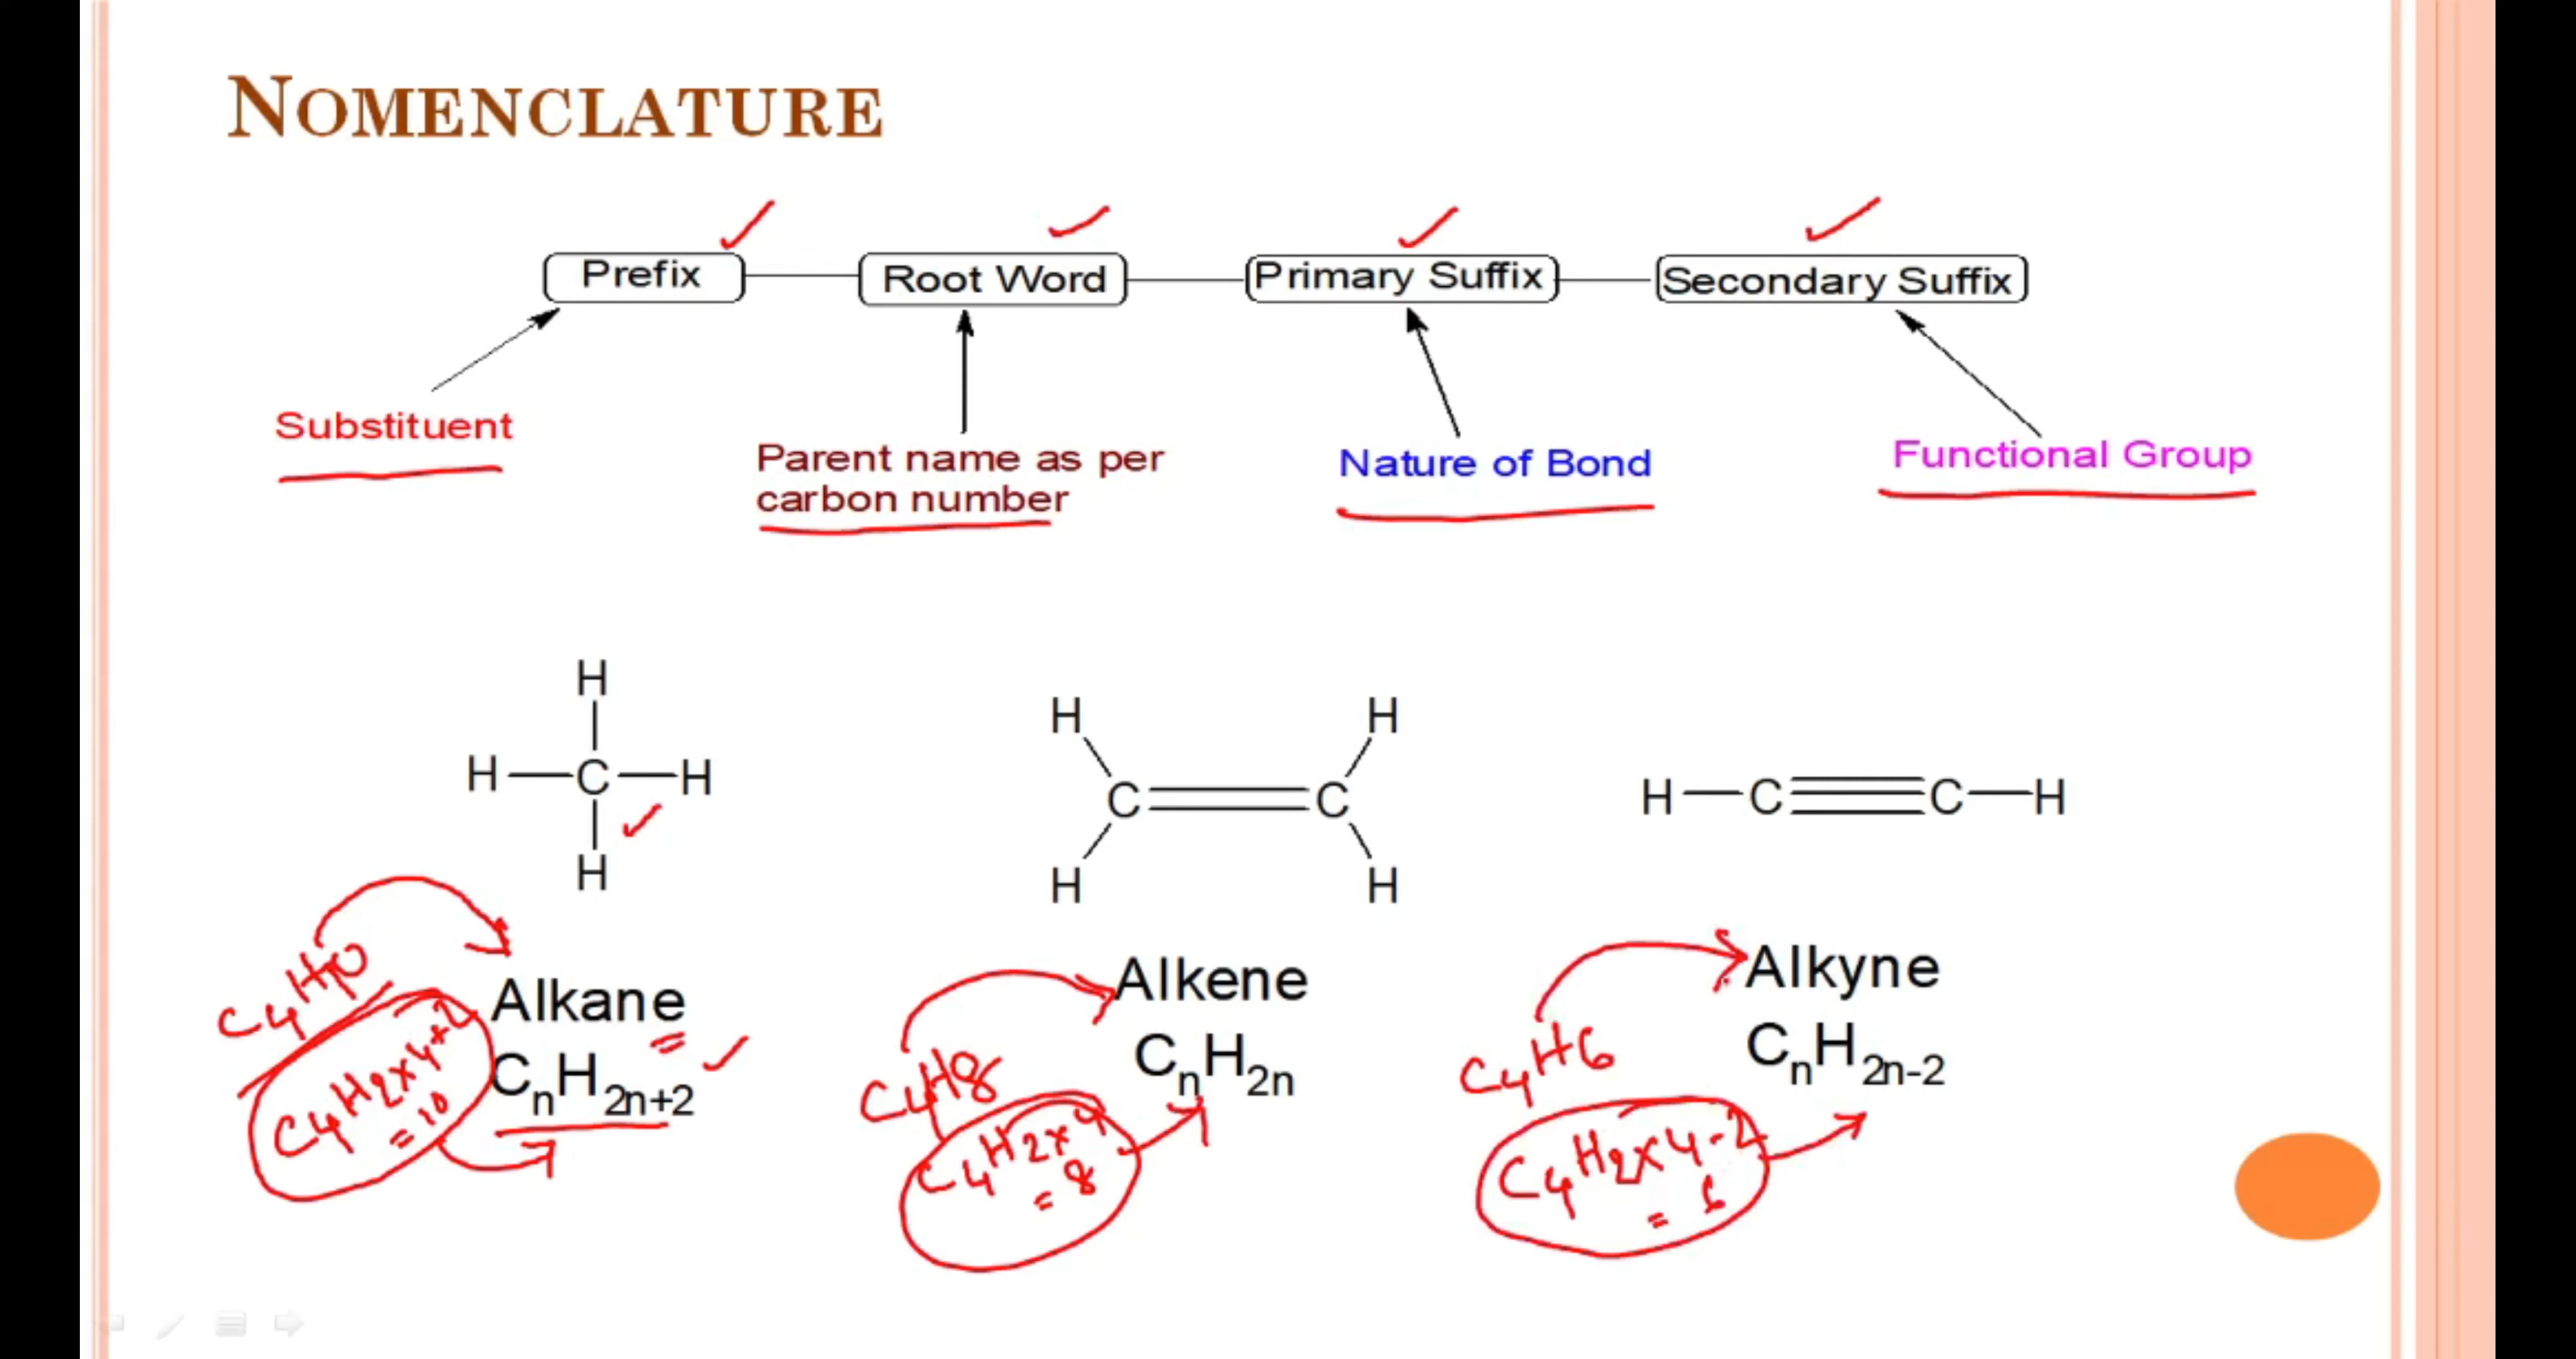 NOMENCLATURE
Prefix Root Word Primary Suffix Secondary Suffix
Substituent
Parent name as per
carbon number
Nature of Bond
Functional Group
H
H C H
H
H H
C C
H H
H C C H
C4H10
Alkane
CnH2n+2
C4H2x4+2
= 10
Alkene
CnH2n
C4H8
C4H2x4
= 8
Alkyne
CnH2n-2
C4H6
C4H2x4-2
= 6